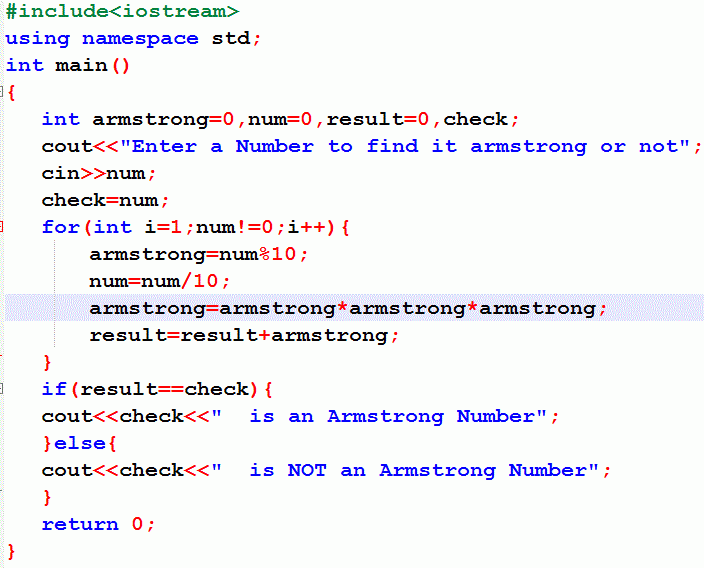 #include<iostream>
using namespace std;
int main()
{
int armstrong=0,num=0,result=0,check;
cout<<"Enter a Number to find it armstrong or not";
cin>>num;
check=num;
for(int i=1;num!=0;i++){
armstrong=num%10;
num=num/10;
armstrong=armstrong*armstrong*armstrong;
result=result+armstrong;
}
if(result==check){
cout<<check<<"  is an Armstrong Number";
}else{
cout<<check<<"  is NOT an Armstrong Number";
}
return 0;
}